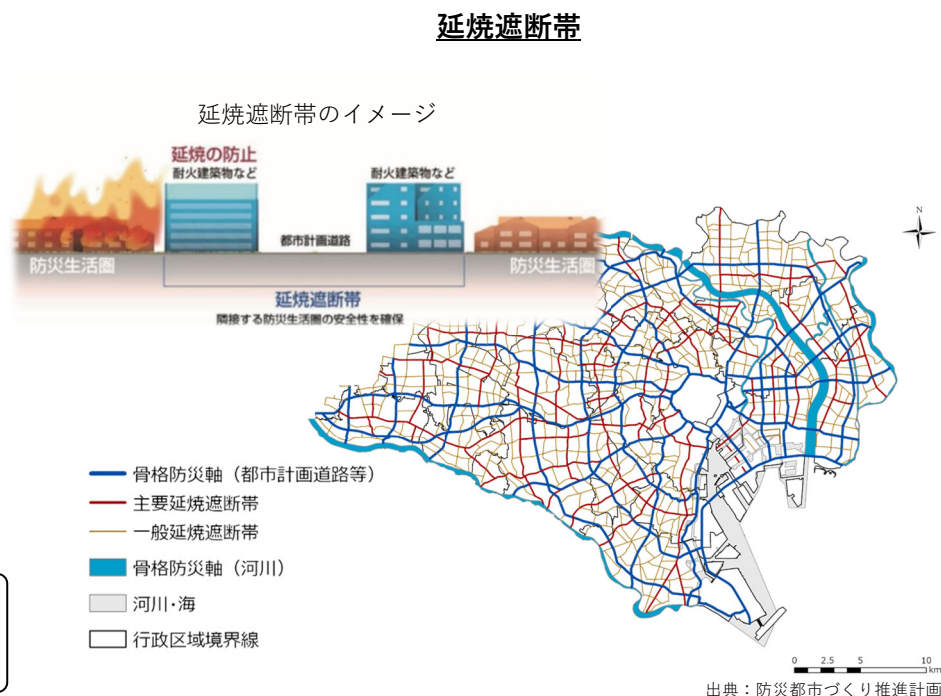 延焼遮断帯
延焼遮断帯のイメージ
延焼の防止
耐火建築物など
耐火建築物など
都市計画道路
防災生活圏
防災生活圏
延焼遮断帯
隣接する防災生活圏の安全性を確保
N
骨格防災軸（都市計画道路等）
主要延焼遮断帯
一般延焼遮断帯
骨格防災軸（河川）
河川・海
行政区域境界線
0 2.5 5 10
km
出典：防災都市づくり推進計画